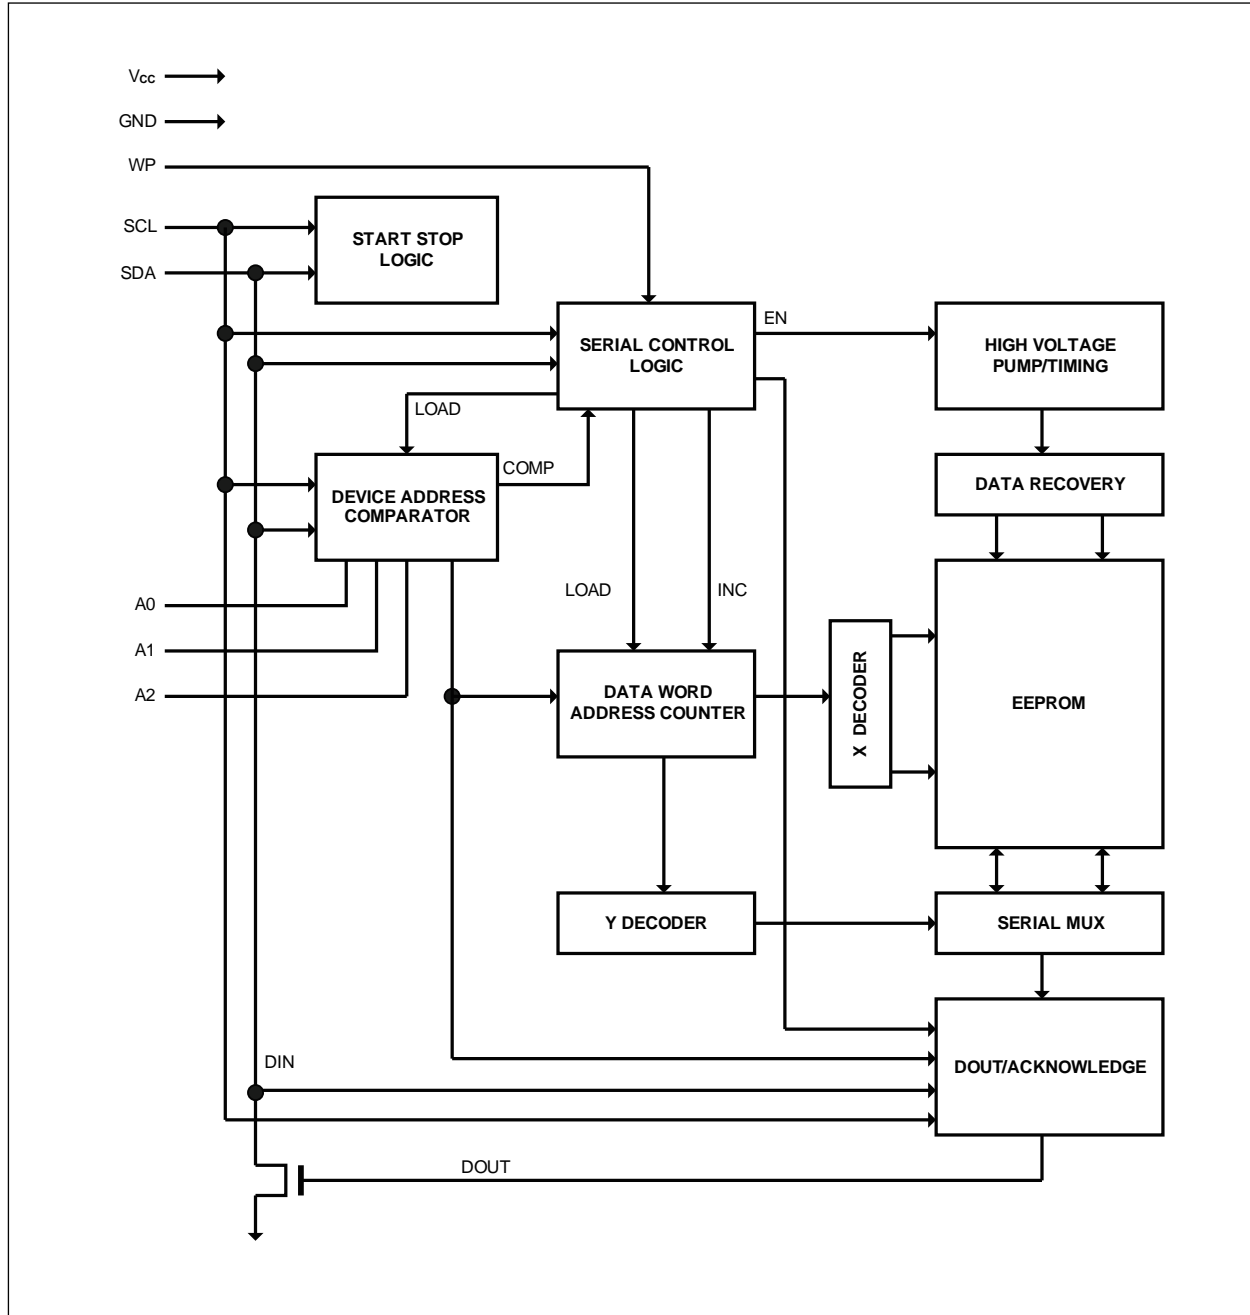 Vcc
GND
WP
SCL
SDA
START STOP
LOGIC
SERIAL CONTROL
LOGIC
EN
HIGH VOLTAGE
PUMP/TIMING
LOAD
COMP
DEVICE ADDRESS
COMPARATOR
DATA RECOVERY
A0
A1
A2
LOAD
INC
DATA WORD
ADDRESS COUNTER
X DECODER
EEPROM
Y DECODER
SERIAL MUX
DIN
DOUT/ACKNOWLEDGE
DOUT